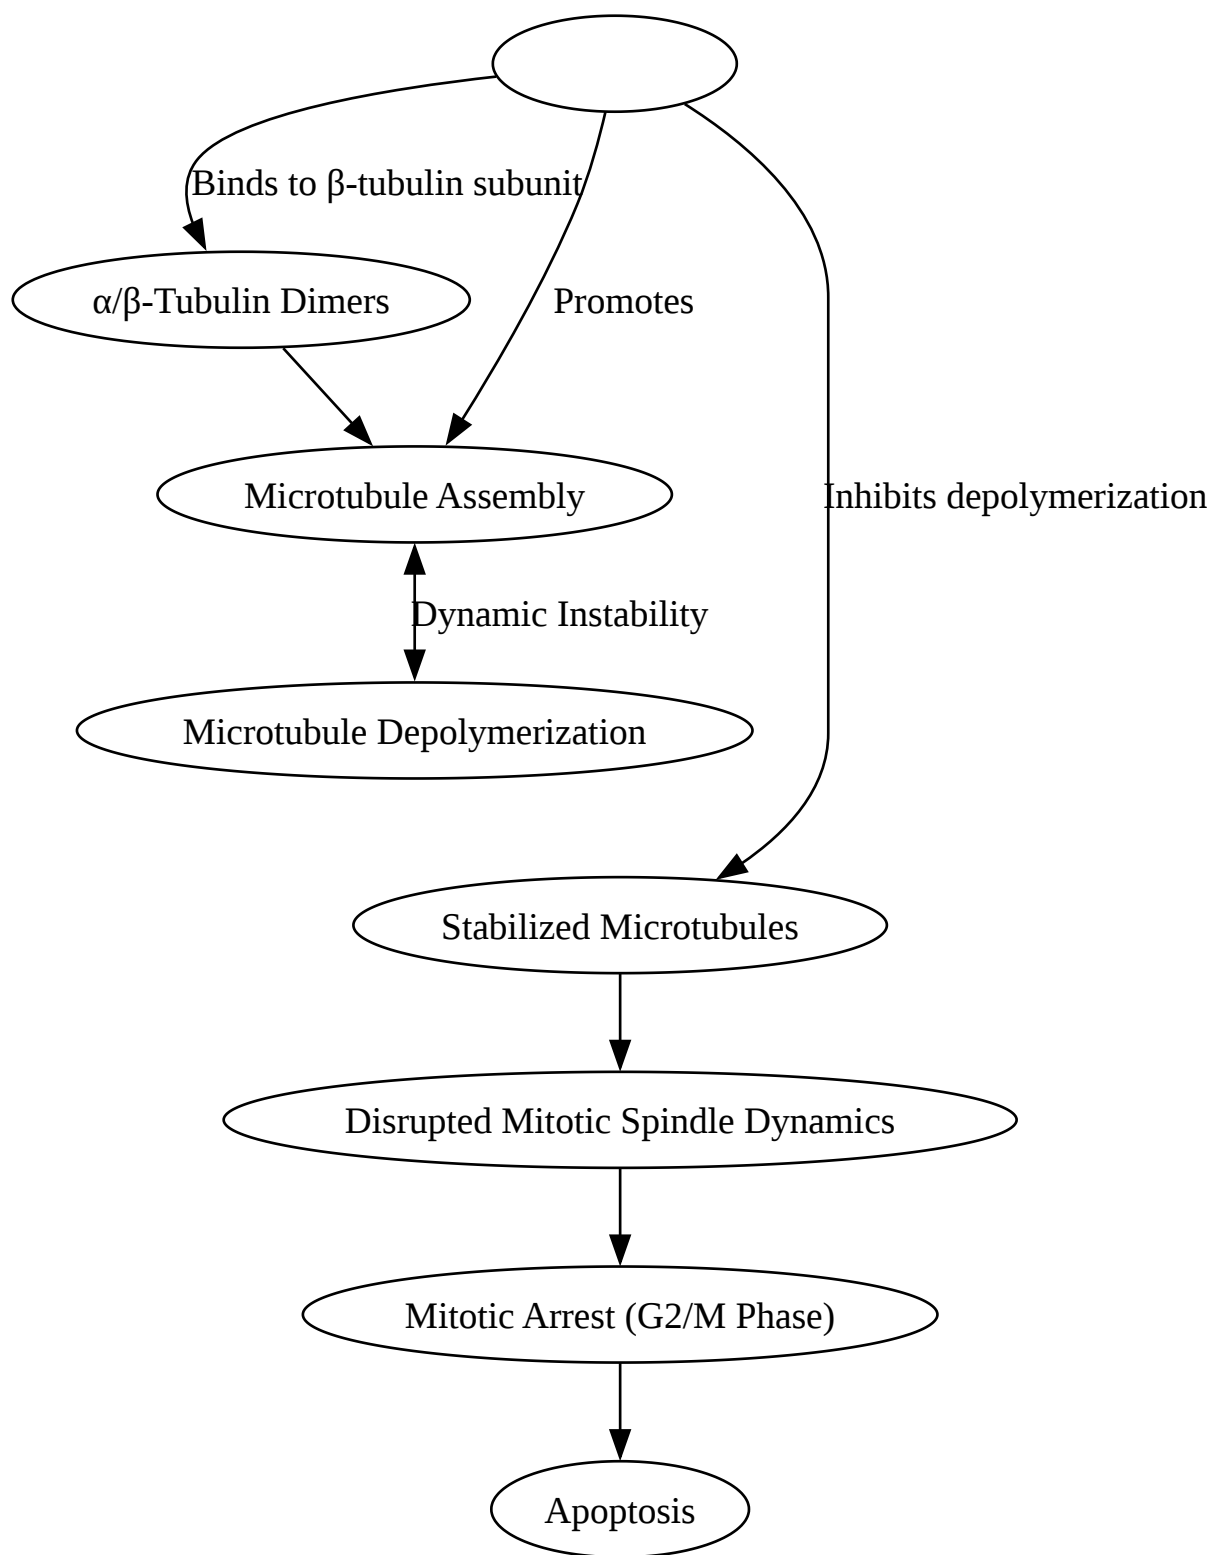 Binds to β-tubulin subunit
α/β-Tubulin Dimers
Promotes
Microtubule Assembly
Inhibits depolymerization
Dynamic Instability
Microtubule Depolymerization
Stabilized Microtubules
Disrupted Mitotic Spindle Dynamics
Mitotic Arrest (G2/M Phase)
Apoptosis